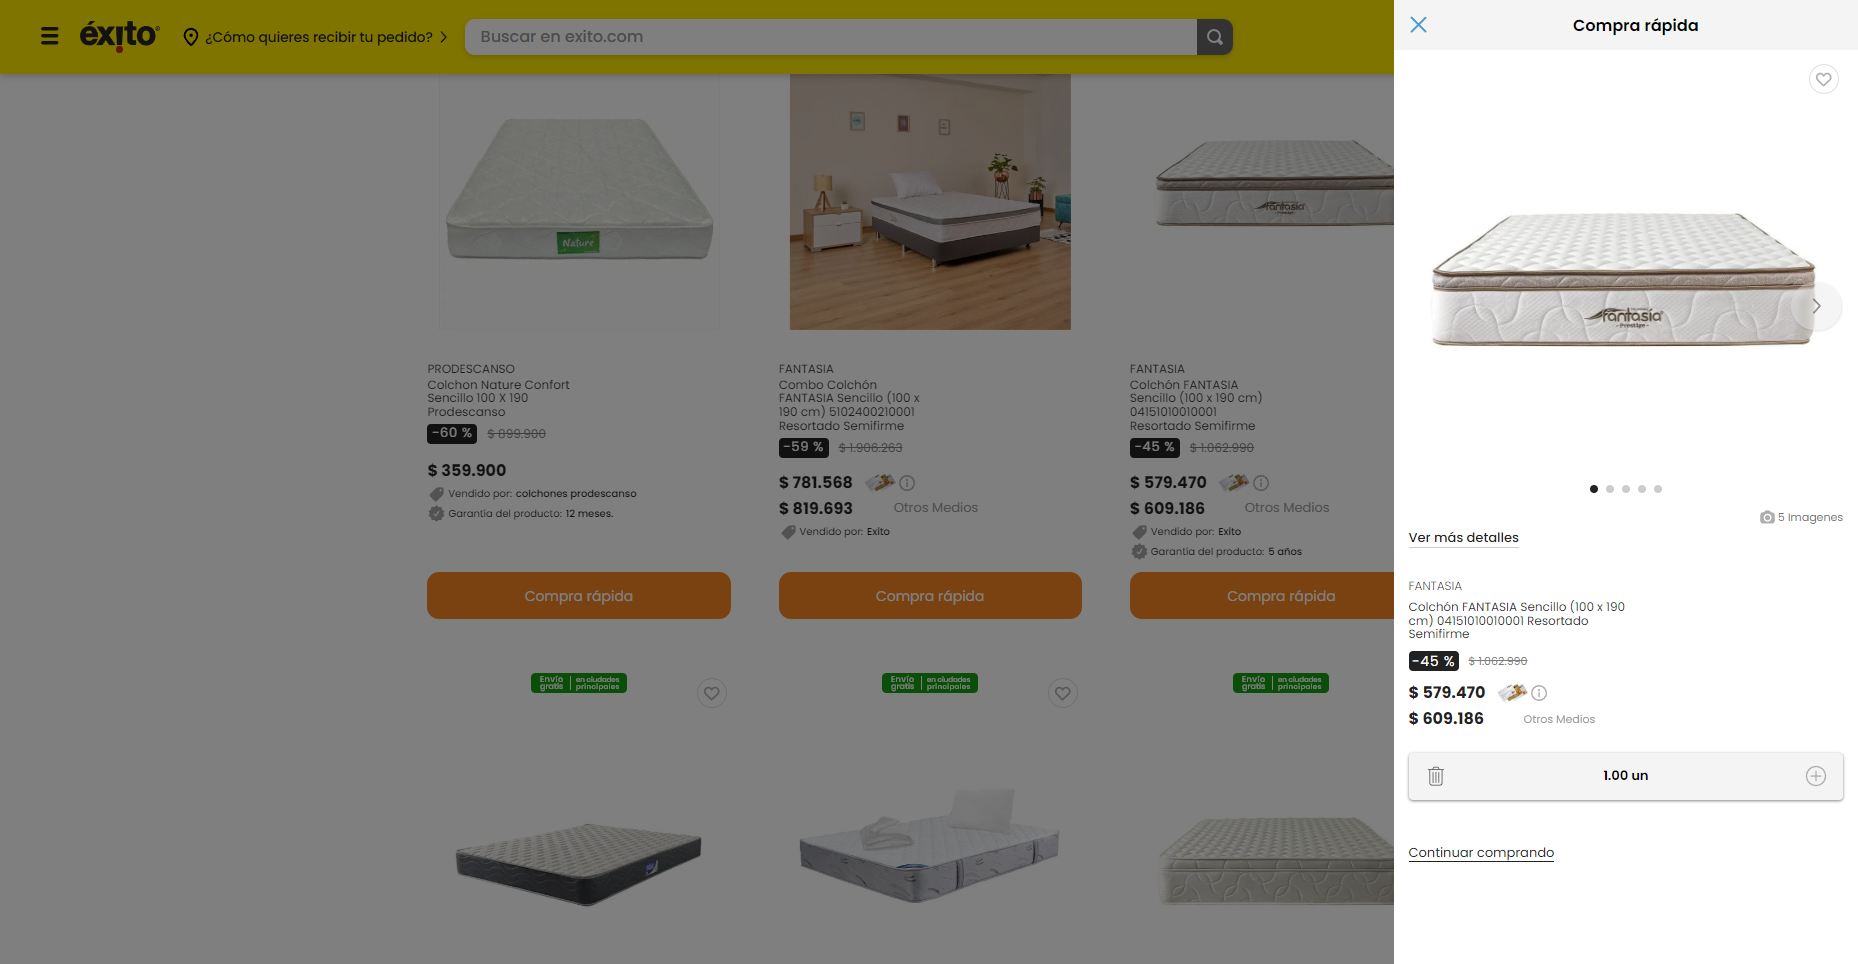 éxito
¿Cómo quieres recibir tu pedido?
Buscar en exito.com
Nature
PRODESCANSO
Colchon Nature Confort
Sencillo 100 X 190
Prodescanso
-60 %
$ 899.900
$ 359.900
Vendido por: colchones prodescanso
Garantía del producto: 12 meses.
Compra rápida
FANTASIA
Combo Colchón
FANTASIA Sencillo (100 x
190 cm) 5102400210001
Resortado Semifirme
-59 %
$ 1.906.263
$ 781.568
$ 819.693
Otros Medios
Vendido por: Exito
Compra rápida
fantasía
Prestige
FANTASIA
Colchón FANTASIA
Sencillo (100 x 190 cm)
04151010010001
Resortado Semifirme
-45 %
$ 1.062.990
$ 579.470
$ 609.186
Otros Medios
Vendido por: Exito
Garantía del producto: 5 años
Compra rápida
Envío
gratis
en ciudades
principales
Envío
gratis
en ciudades
principales
Envío
gratis
en ciudades
principales
Compra rápida
fantasía
- Prestige -
5 Imagenes
Ver más detalles
FANTASIA
Colchón FANTASIA Sencillo (100 x 190
cm) 04151010010001 Resortado
Semifirme
-45 %
$ 1.062.990
$ 579.470
$ 609.186
Otros Medios
1.00 un
Continuar comprando